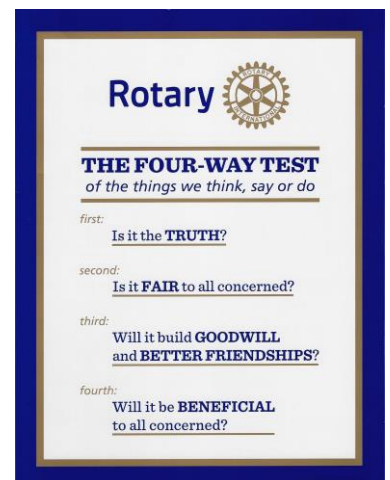 Rotary
ROTARY
INTERNATIONAL
THE FOUR-WAY TEST
of the things we think, say or do
first:
Is it the TRUTH?
second:
Is it FAIR to all concerned?
third:
Will it build GOODWILL
and BETTER FRIENDSHIPS?
fourth:
Will it be BENEFICIAL
to all concerned?